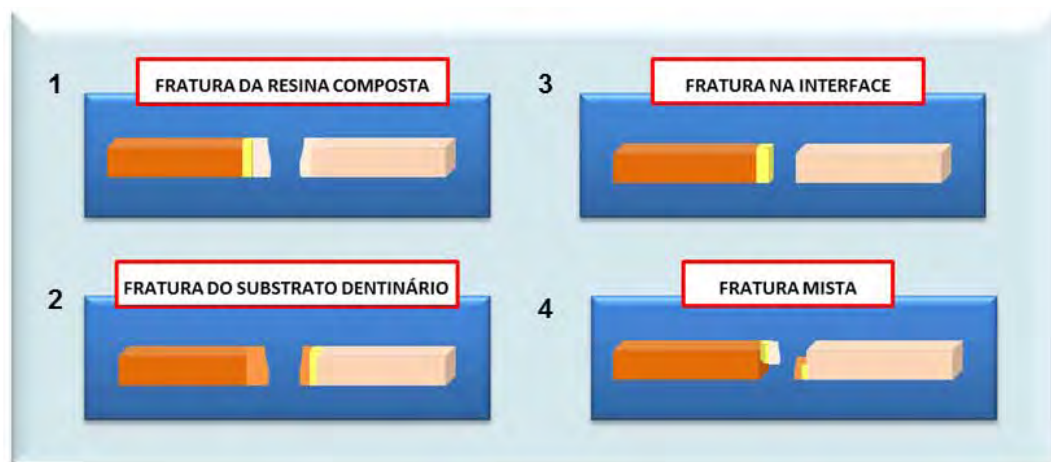 1
FRATURA DA RESINA COMPOSTA
2
FRATURA DO SUBSTRATO DENTINÁRIO
3
FRATURA NA INTERFACE
4
FRATURA MISTA